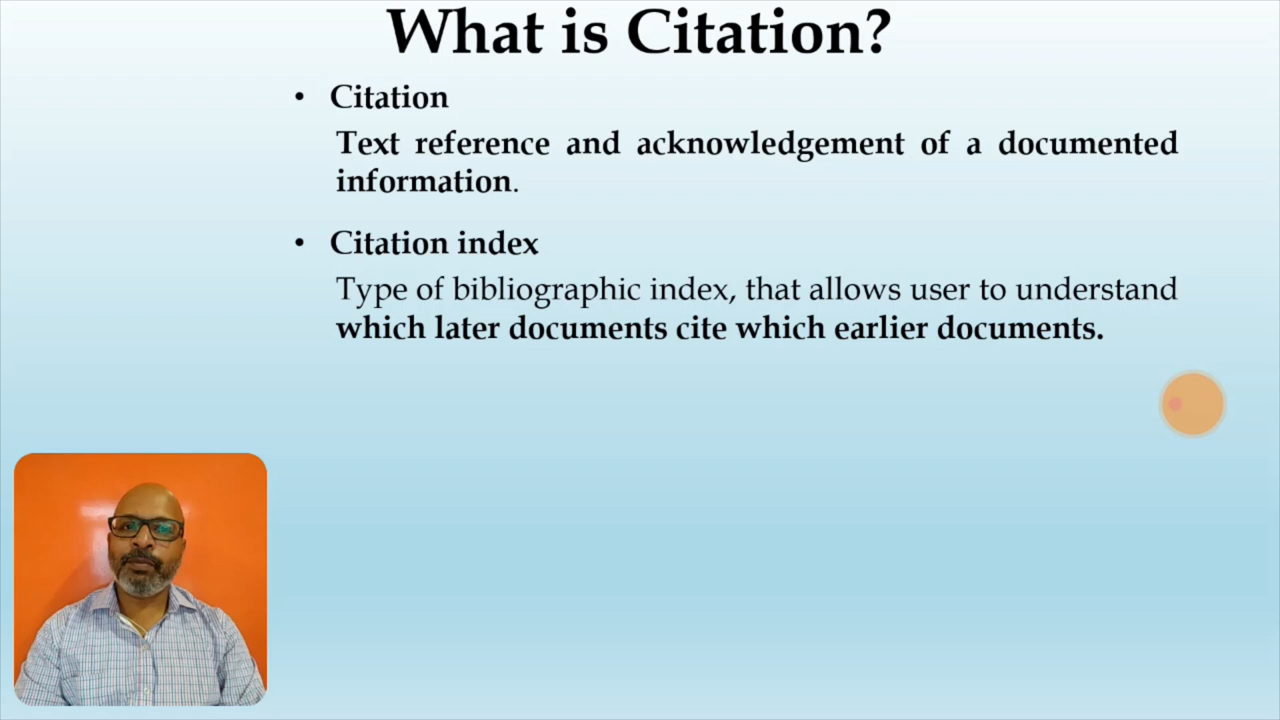 What is Citation?
• Citation
Text reference and acknowledgement of a documented
information.
• Citation index
Type of bibliographic index, that allows user to understand
which later documents cite which earlier documents.